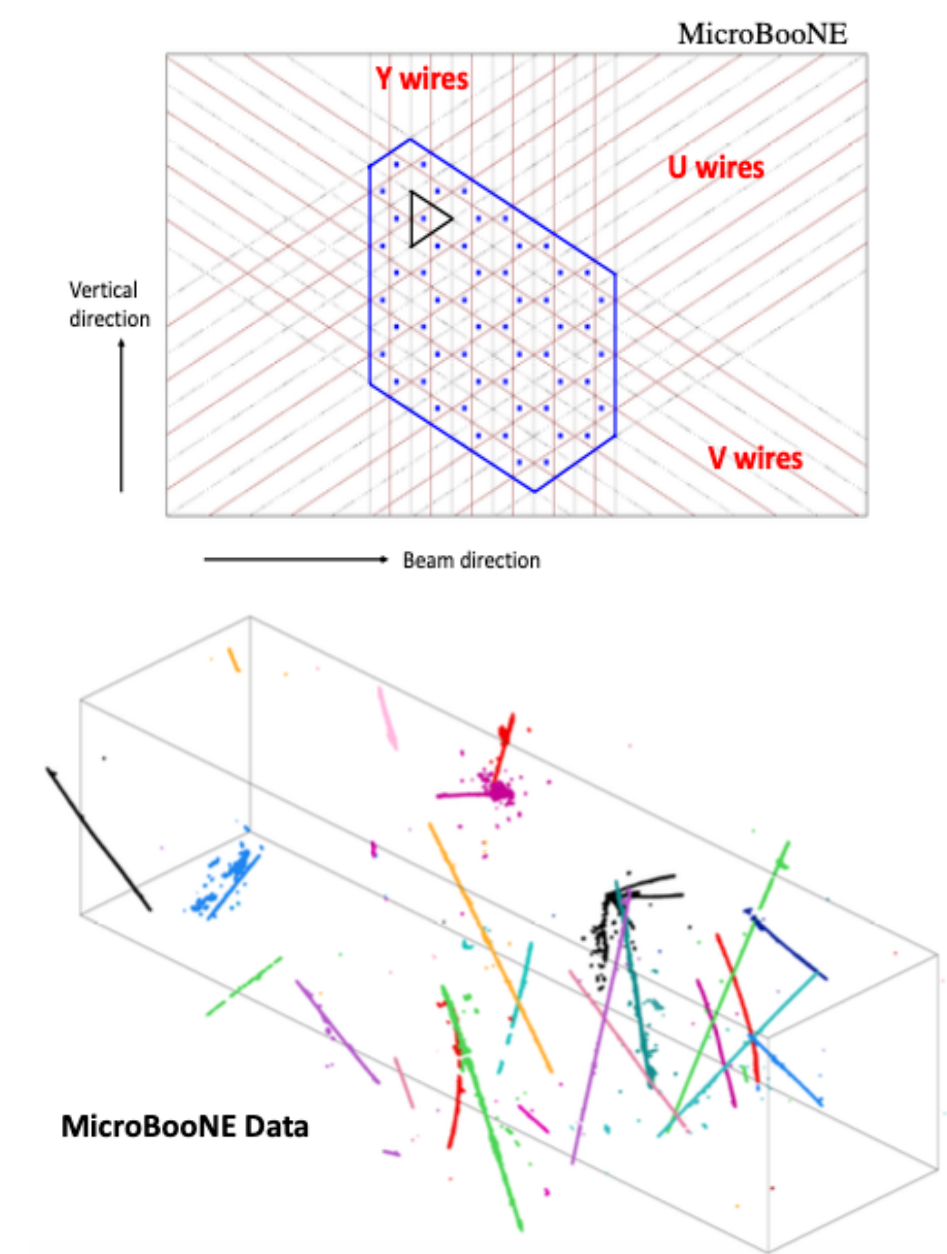 MicroBooNE
Y wires
U wires
Vertical
direction
V wires
Beam direction
MicroBooNE Data